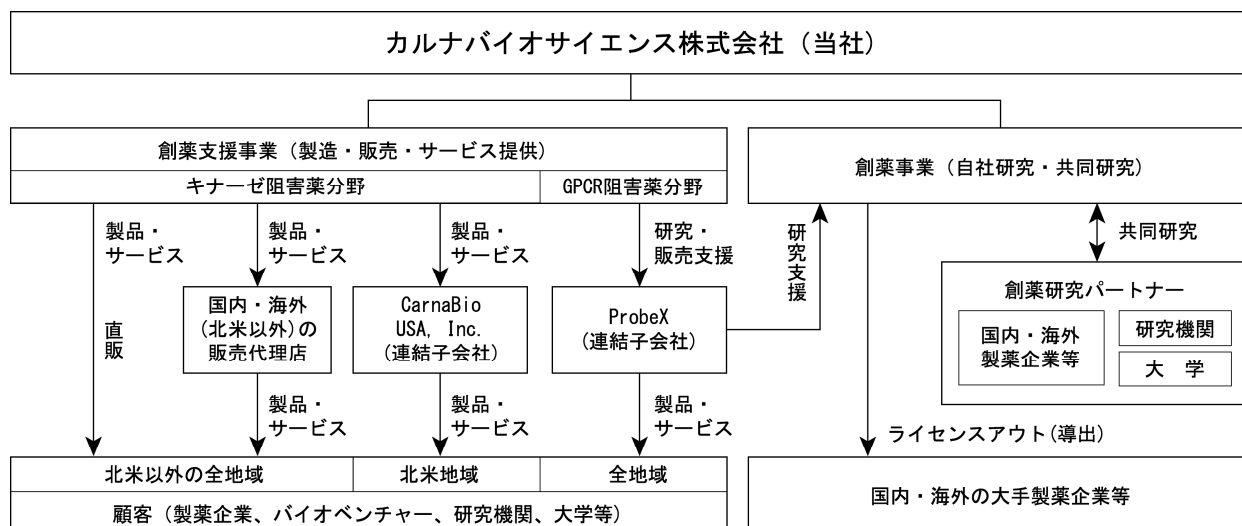 カルナバイオサイエンス株式会社（当社）
創薬支援事業（製造・販売・サービス提供）
キナーゼ阻害薬分野
GPCR阻害薬分野
創薬事業（自社研究・共同研究）
製品・
サービス
製品・
サービス
製品・
サービス
研究・
販売支援
研究支援
共同研究
直販
国内・海外
(北米以外)の
販売代理店
CarnaBio
USA, Inc.
(連結子会社)
ProbeX
(連結子会社)
創薬研究パートナー
国内・海外
製薬企業等
研究機関
大　学
製品・
サービス
製品・
サービス
製品・
サービス
ライセンスアウト(導出)
北米以外の全地域
北米地域
全地域
顧客（製薬企業、バイオベンチャー、研究機関、大学等）
国内・海外の大手製薬企業等